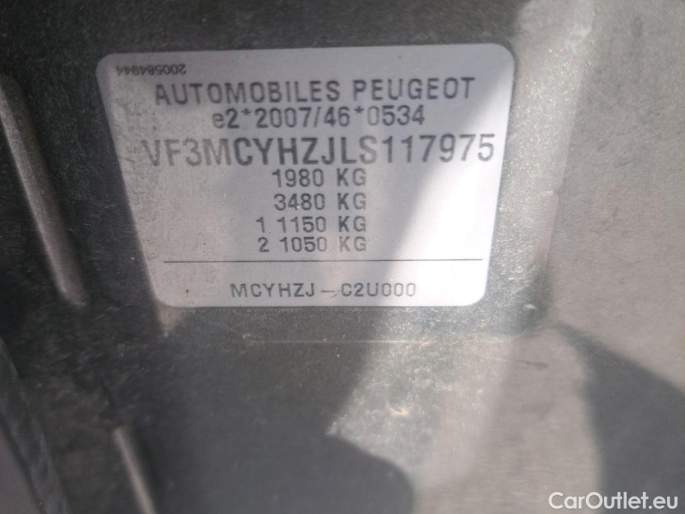 200584944
AUTOMOBILES PEUGEOT
e2*2007/46*0534
VF3MCYHZJLS117975
1980 KG
3480 KG
1 1150 KG
2 1050 KG
MCYHZJ - C2U000
CarOutlet.eu